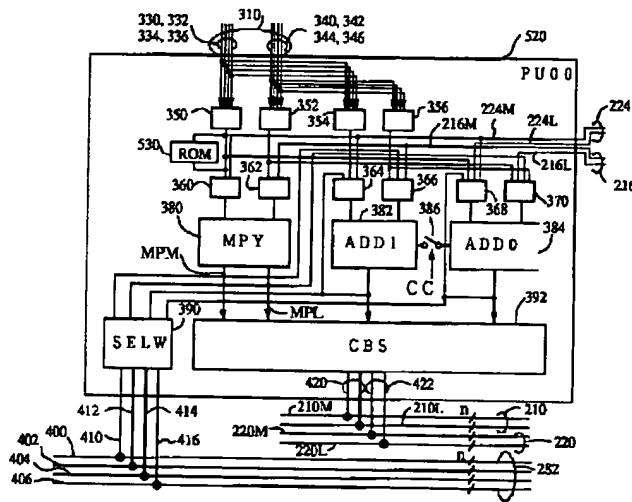 330, 332
334, 336
310
340, 342
344, 346
520
PU00
350
352
354
356
224M
224L
224
216M
216L
216
530
ROM
360
362
364
366
368
370
380
382
386
384
MPY
ADD1
ADD0
MPM
MPL
CC
390
392
SELW
CBS
420
422
412
414
410
416
210M
210L
n
210
220M
220L
220
400
402
404
406
n
282